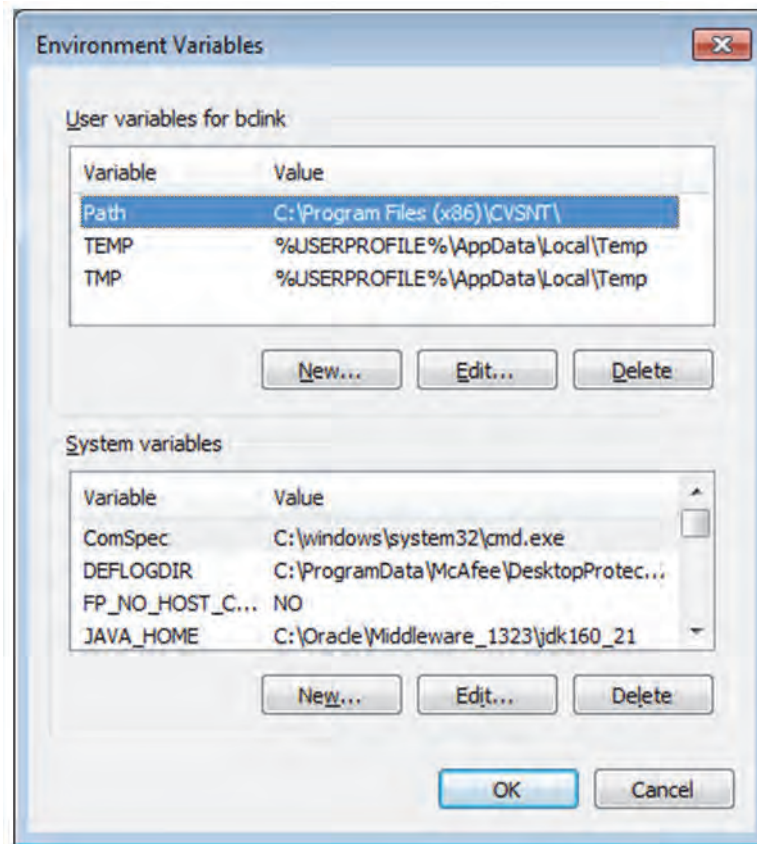 Environment Variables
User variables for bclink
Variable Value
Path C:\Program Files (x86)\CVSNT\
TEMP %USERPROFILE%\AppData\Local\Temp
TMP %USERPROFILE%\AppData\Local\Temp
New... Edit... Delete
System variables
Variable Value
ComSpec C:\windows\system32\cmd.exe
DEFLOGDIR C:\ProgramData\McAfee\DesktopProtec...
FP_NO_HOST_C... NO
JAVA_HOME C:\Oracle\Middleware_1323\jdk160_21
New... Edit... Delete
OK Cancel